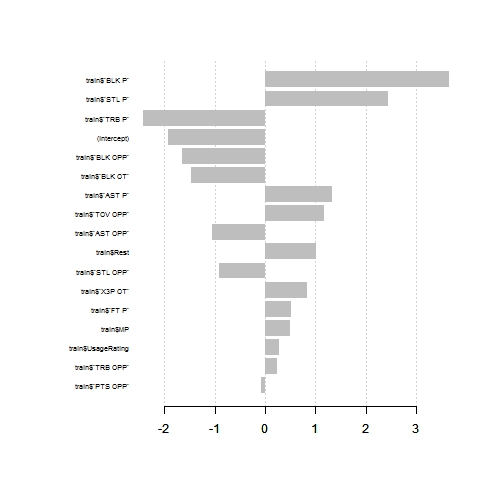 train$`BLK P`
train$`STL P`
train$`TRB P`
(Intercept)
train$`BLK OPP`
train$`BLK OT`
train$`AST P`
train$`TOV OPP`
train$`AST OPP`
train$Rest
train$`STL OPP`
train$`X3P OT`
train$`FT P`
train$MP
train$UsageRating
train$`TRB OPP`
train$`PTS OPP`
-2 -1 0 1 2 3